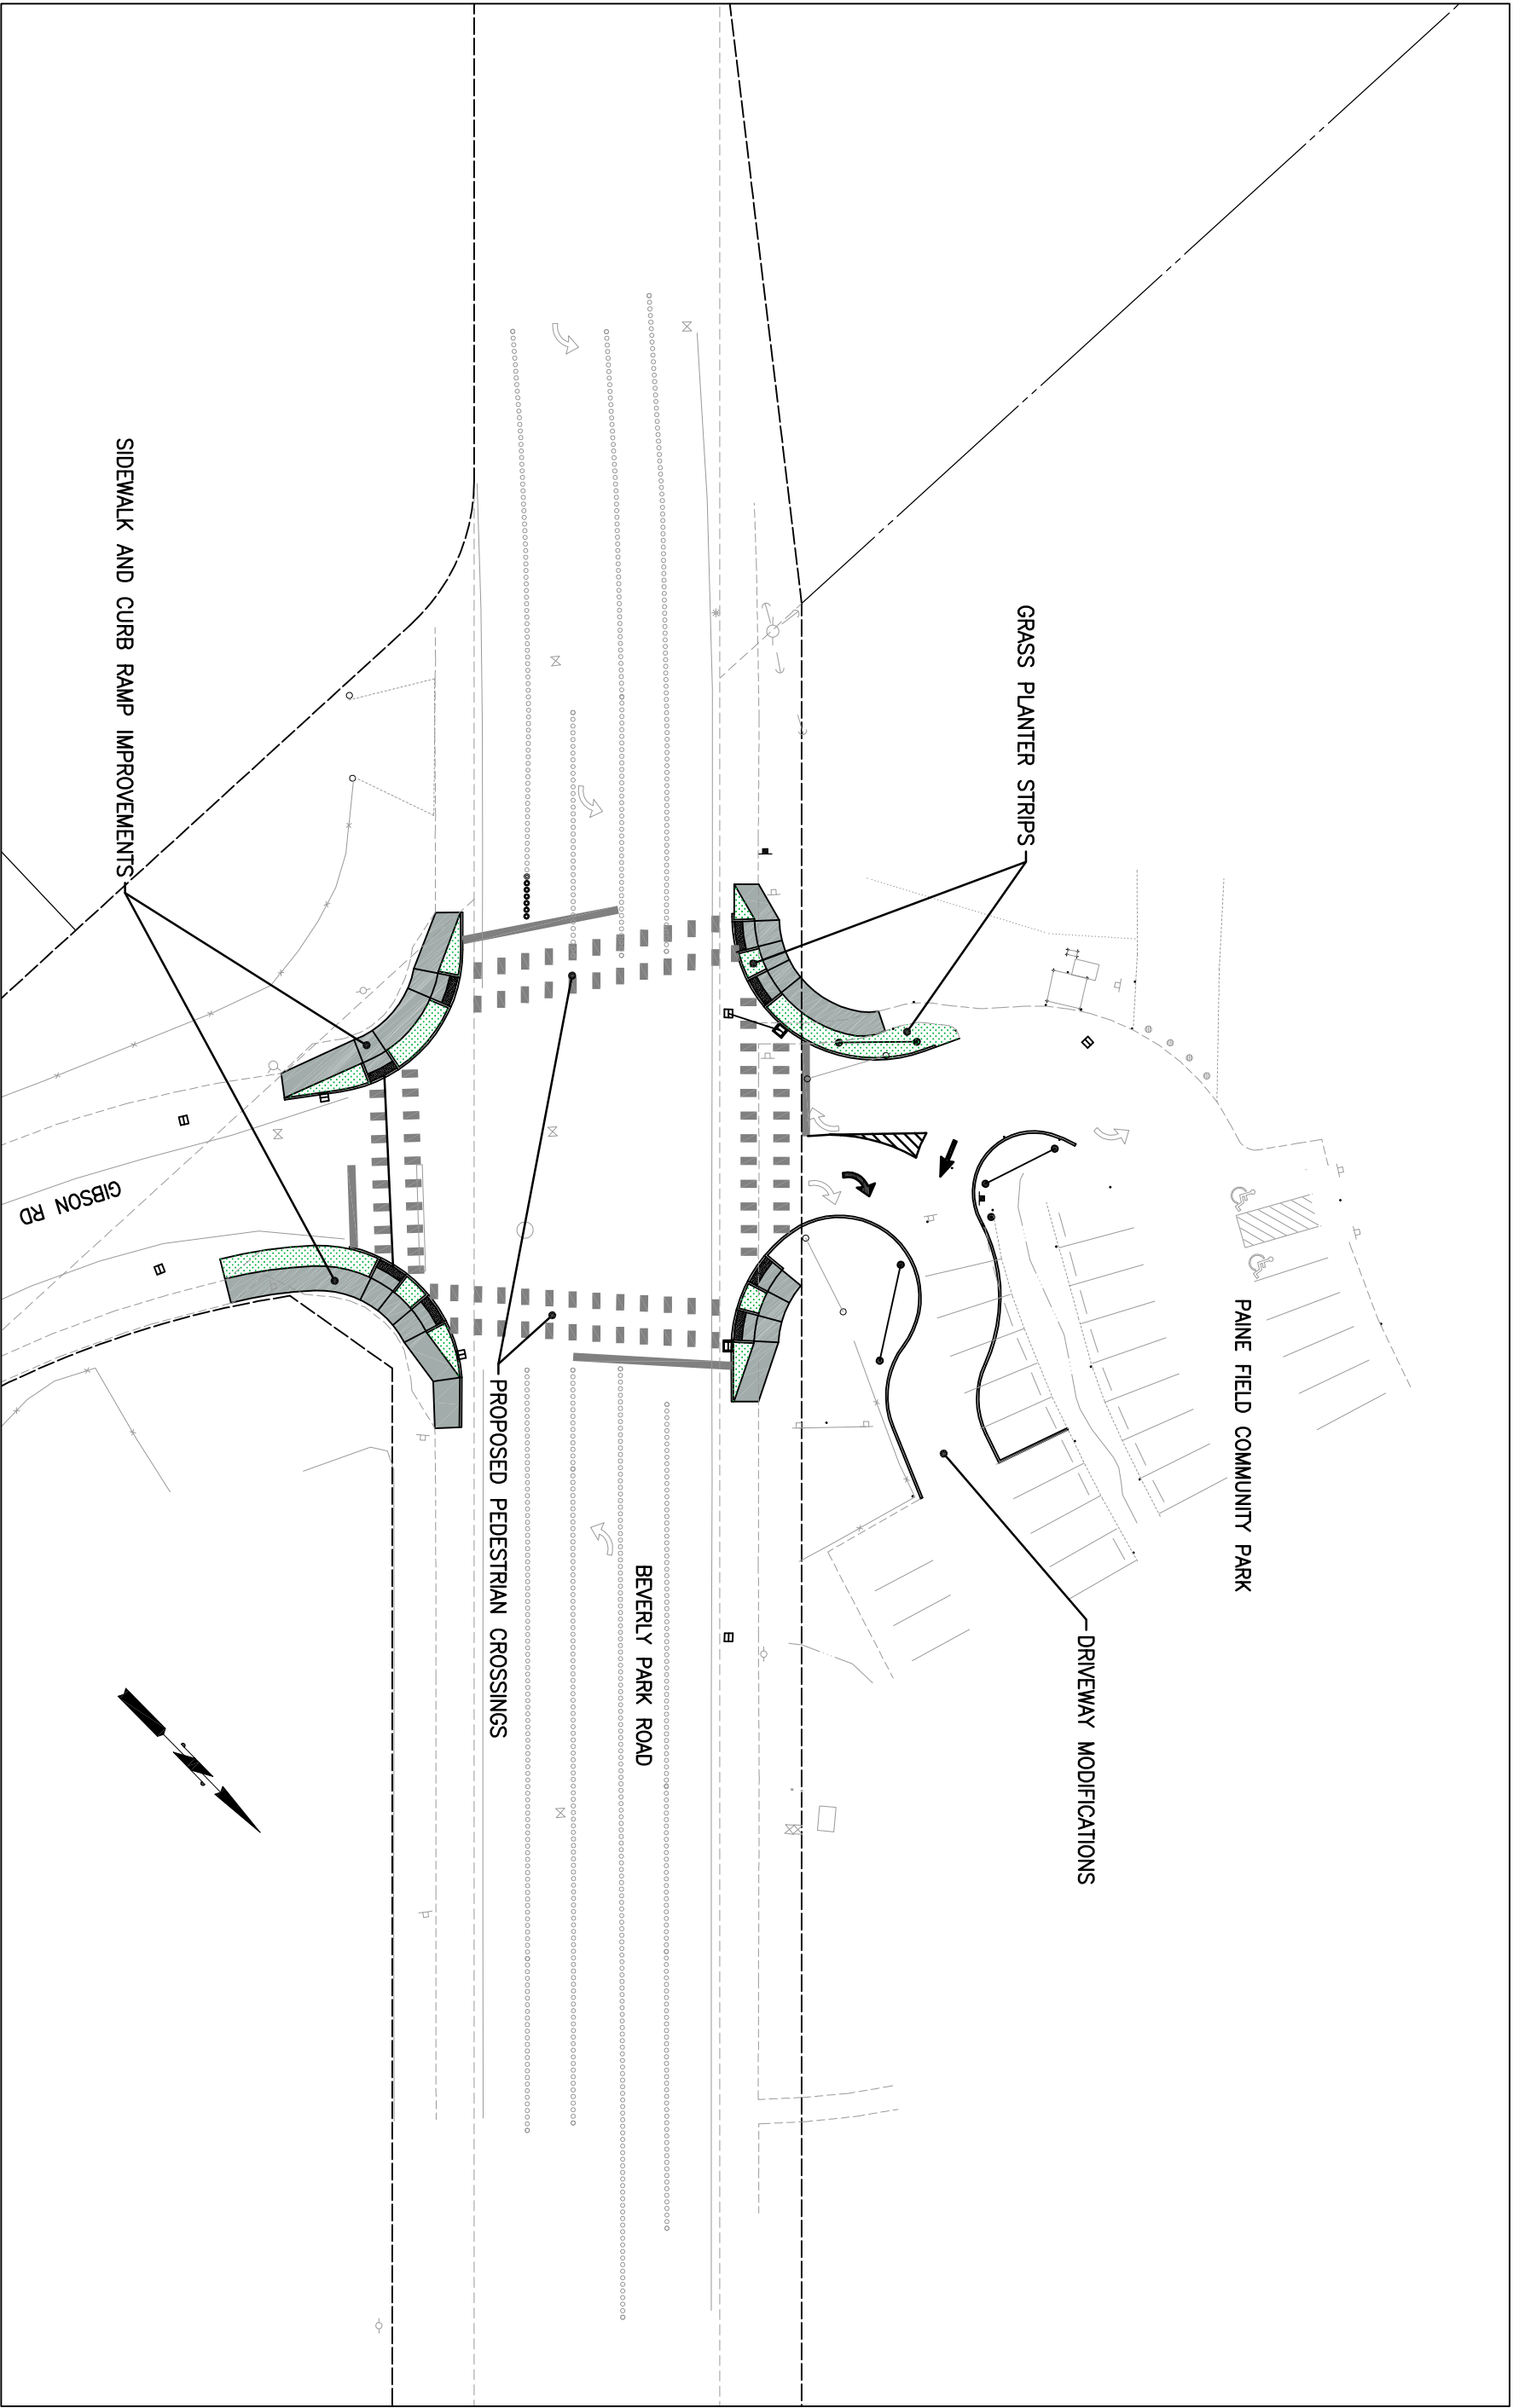 PAINE FIELD COMMUNITY PARK
DRIVEWAY MODIFICATIONS
GRASS PLANTER STRIPS
BEVERLY PARK ROAD
PROPOSED PEDESTRIAN CROSSINGS
SIDEWALK AND CURB RAMP IMPROVEMENTS
GIBSON RD